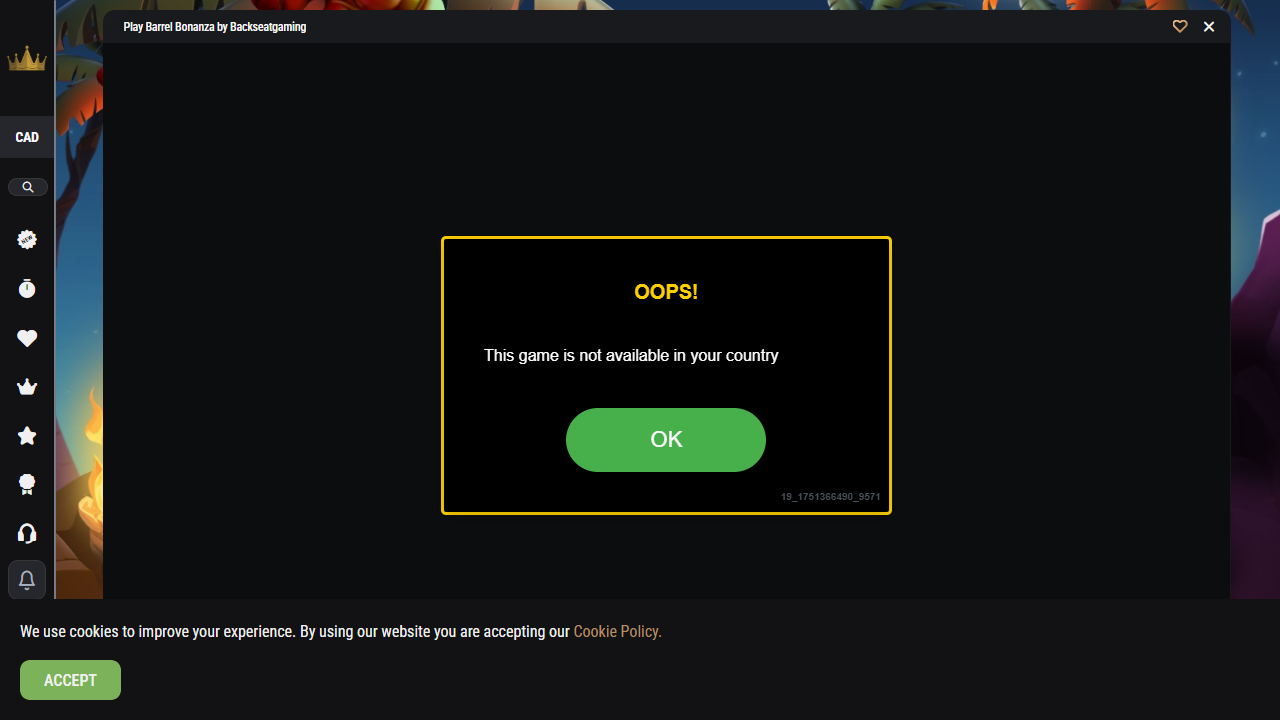 Play Barrel Bonanza by Backseatgaming
CAD
NEW
OOPS!
This game is not available in your country
OK
19_1751366490_9571
We use cookies to improve your experience. By using our website you are accepting our Cookie Policy.
ACCEPT